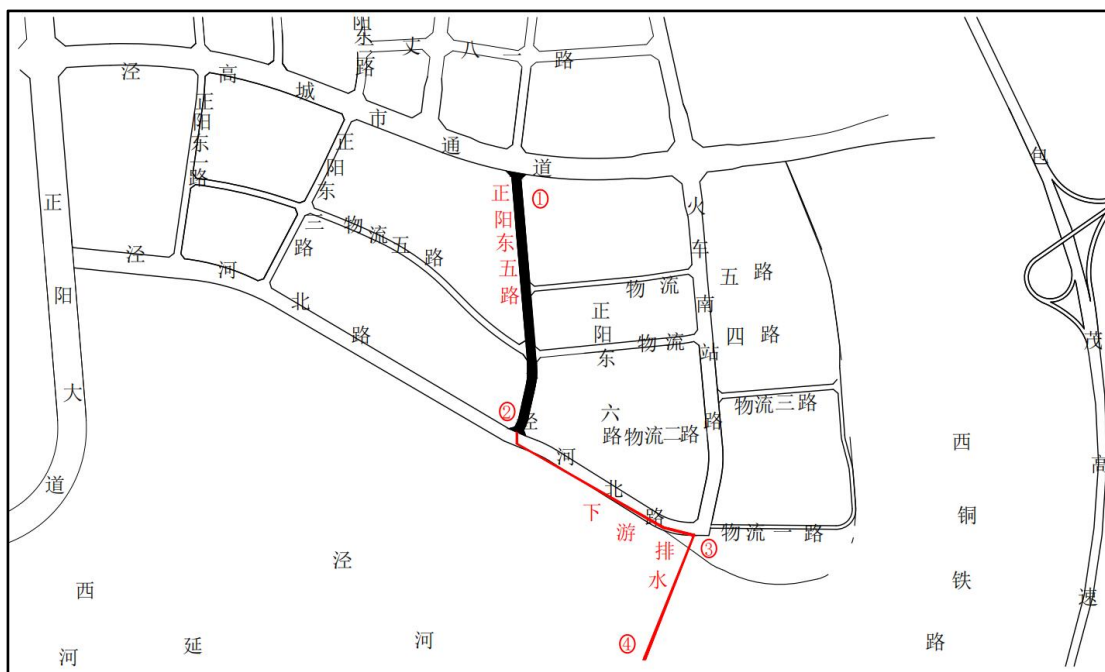 阳东二路
丈八一路
泾高城市通道
正阳东一路
正阳东三路
正阳大道
泾河北路
物流五路
正阳东五路
①
火车南站路
物流五路
正阳东六路
物流四路
物流三路
物流二路
②
泾河北路
下游排水
物流一路
③
④
包茂高速
西铜铁路
泾河
西延河